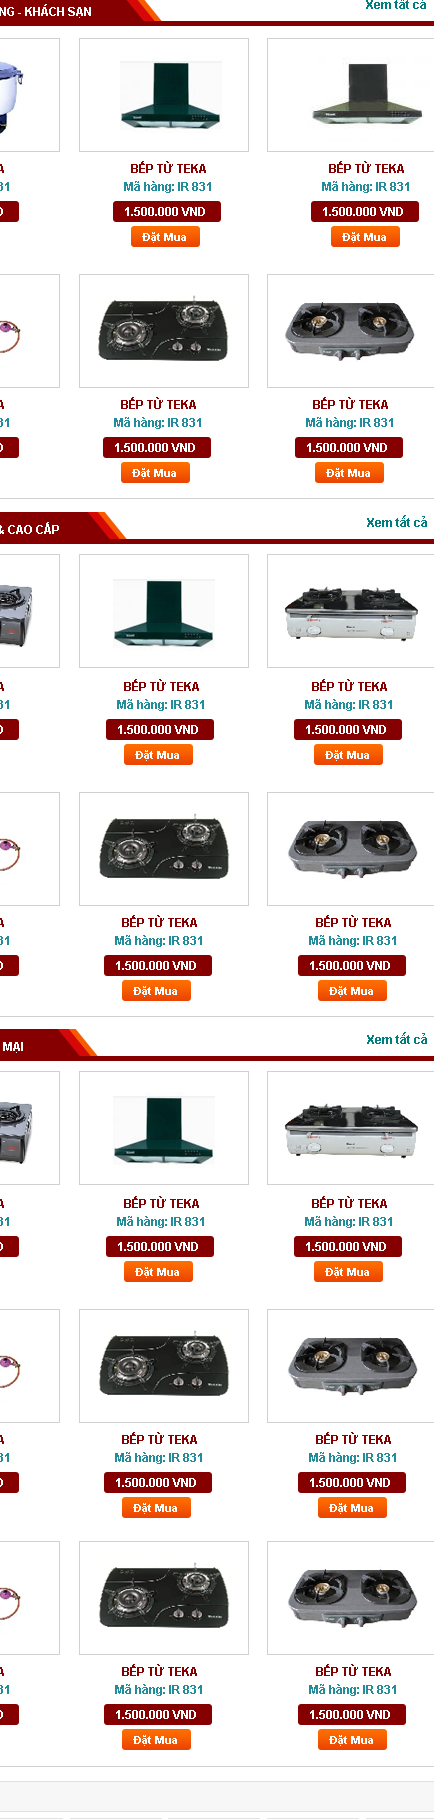 NG - KHÁCH SẠN
Xem tất cả
A
BẾP TỪ TEKA
BẾP TỪ TEKA
31
Mã hàng: IR 831
Mã hàng: IR 831
D
1.500.000 VND
1.500.000 VND
Đặt Mua
Đặt Mua
A
BẾP TỪ TEKA
BẾP TỪ TEKA
31
Mã hàng: IR 831
Mã hàng: IR 831
D
1.500.000 VND
1.500.000 VND
Đặt Mua
Đặt Mua
& CAO CẤP
Xem tất cả
A
BẾP TỪ TEKA
BẾP TỪ TEKA
31
Mã hàng: IR 831
Mã hàng: IR 831
D
1.500.000 VND
1.500.000 VND
Đặt Mua
Đặt Mua
A
BẾP TỪ TEKA
BẾP TỪ TEKA
31
Mã hàng: IR 831
Mã hàng: IR 831
D
1.500.000 VND
1.500.000 VND
Đặt Mua
Đặt Mua
MẠI
Xem tất cả
A
BẾP TỪ TEKA
BẾP TỪ TEKA
31
Mã hàng: IR 831
Mã hàng: IR 831
D
1.500.000 VND
1.500.000 VND
Đặt Mua
Đặt Mua
A
BẾP TỪ TEKA
BẾP TỪ TEKA
31
Mã hàng: IR 831
Mã hàng: IR 831
D
1.500.000 VND
1.500.000 VND
Đặt Mua
Đặt Mua
A
BẾP TỪ TEKA
BẾP TỪ TEKA
31
Mã hàng: IR 831
Mã hàng: IR 831
D
1.500.000 VND
1.500.000 VND
Đặt Mua
Đặt Mua